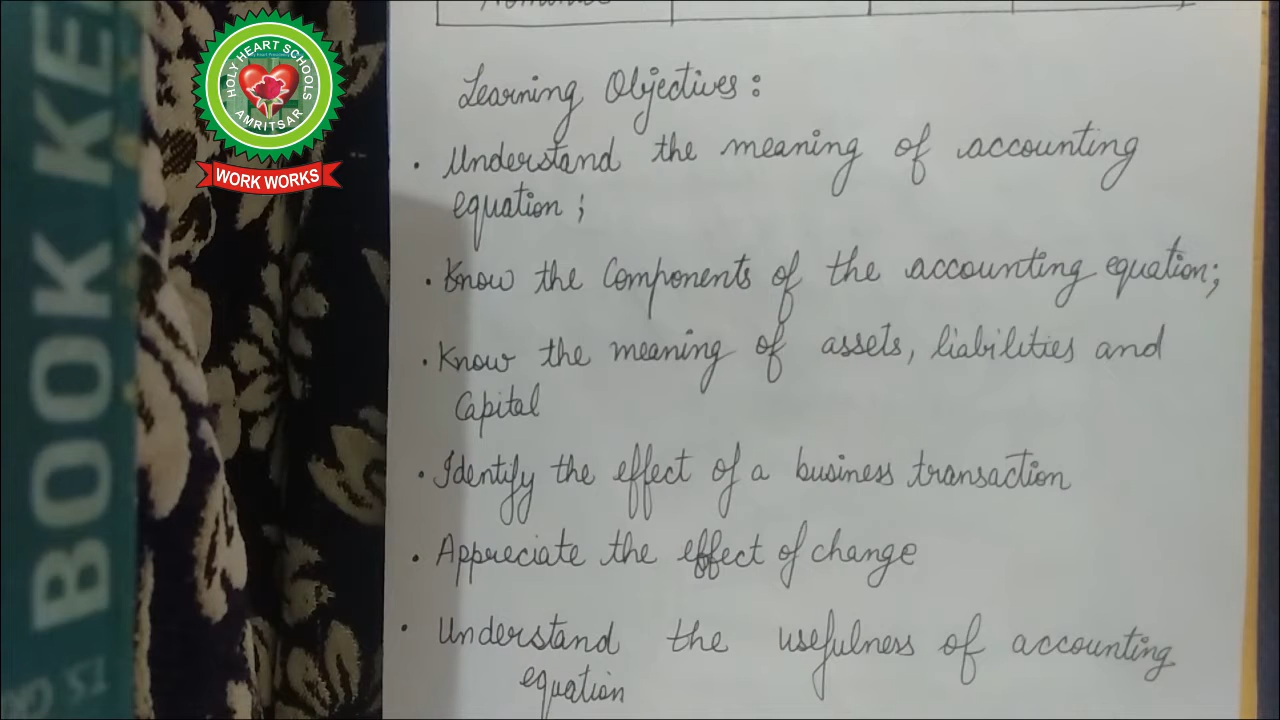 BOOK KE
HOLY HEART SCHOOLS
AMRITSAR
WORK WORKS
Learning Objectives :
. Understand the meaning of accounting
equation ;
. Know the Components of the accounting equation ;
. Know the meaning of assets, liabilities and
Capital
. Identify the effect of a business transaction
. Appreciate the effect of change
. Understand the usefulness of accounting
equation